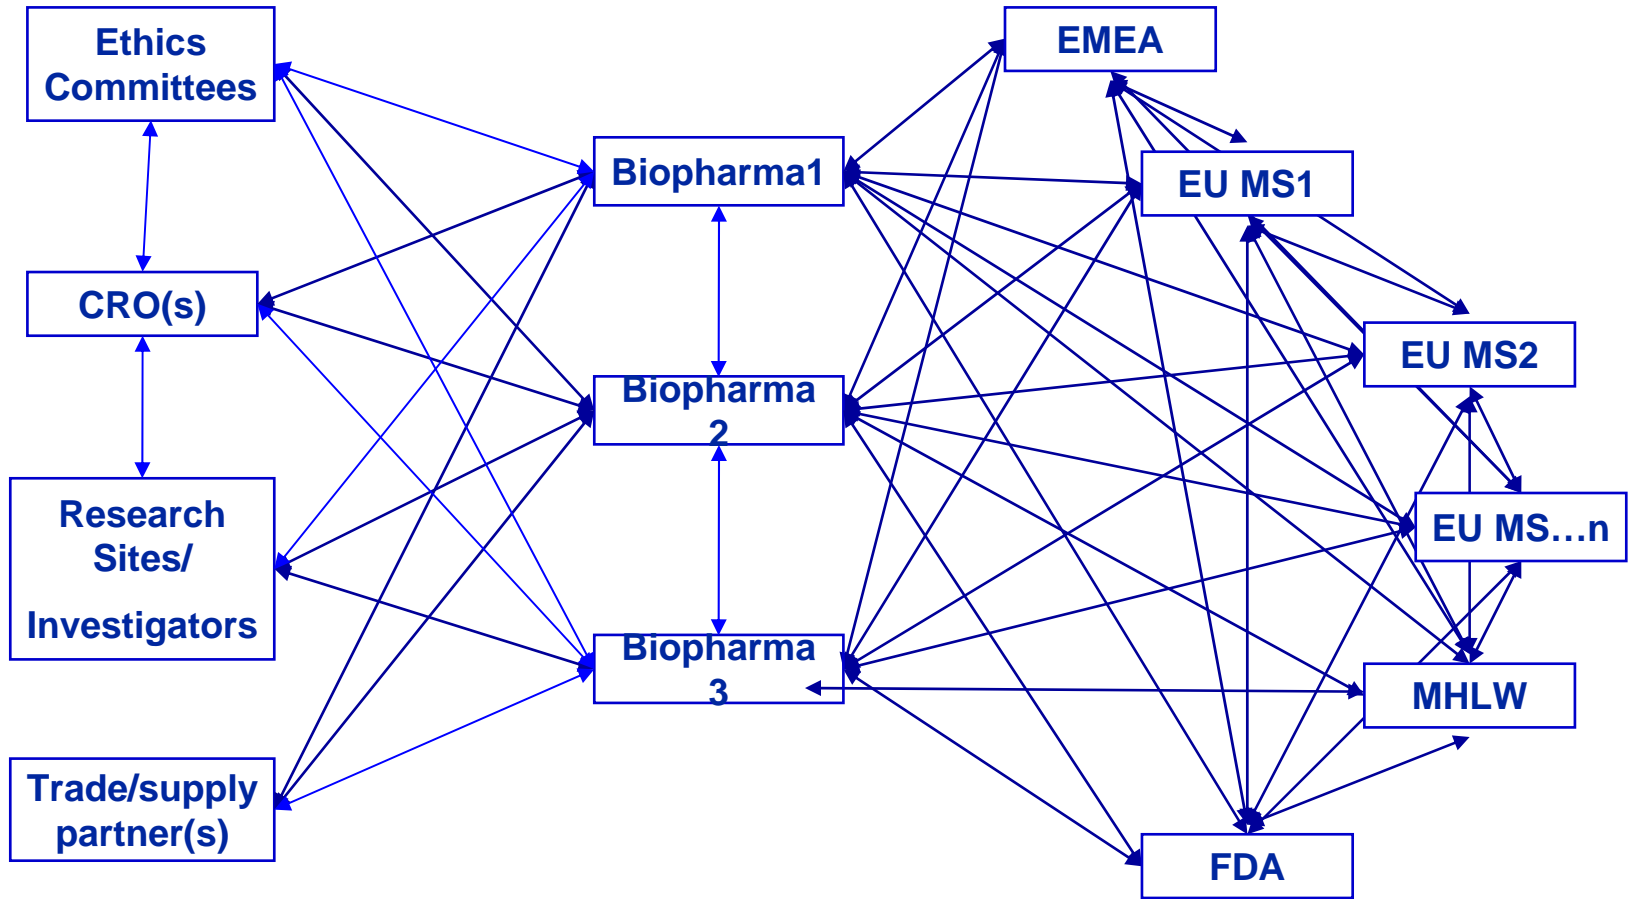 Ethics
Committees
CRO(s)
Research
Sites/
Investigators
Trade/supply
partner(s)
Biopharma1
Biopharma
2
Biopharma
3
EMEA
EU MS1
EU MS2
EU MS…n
MHLW
FDA